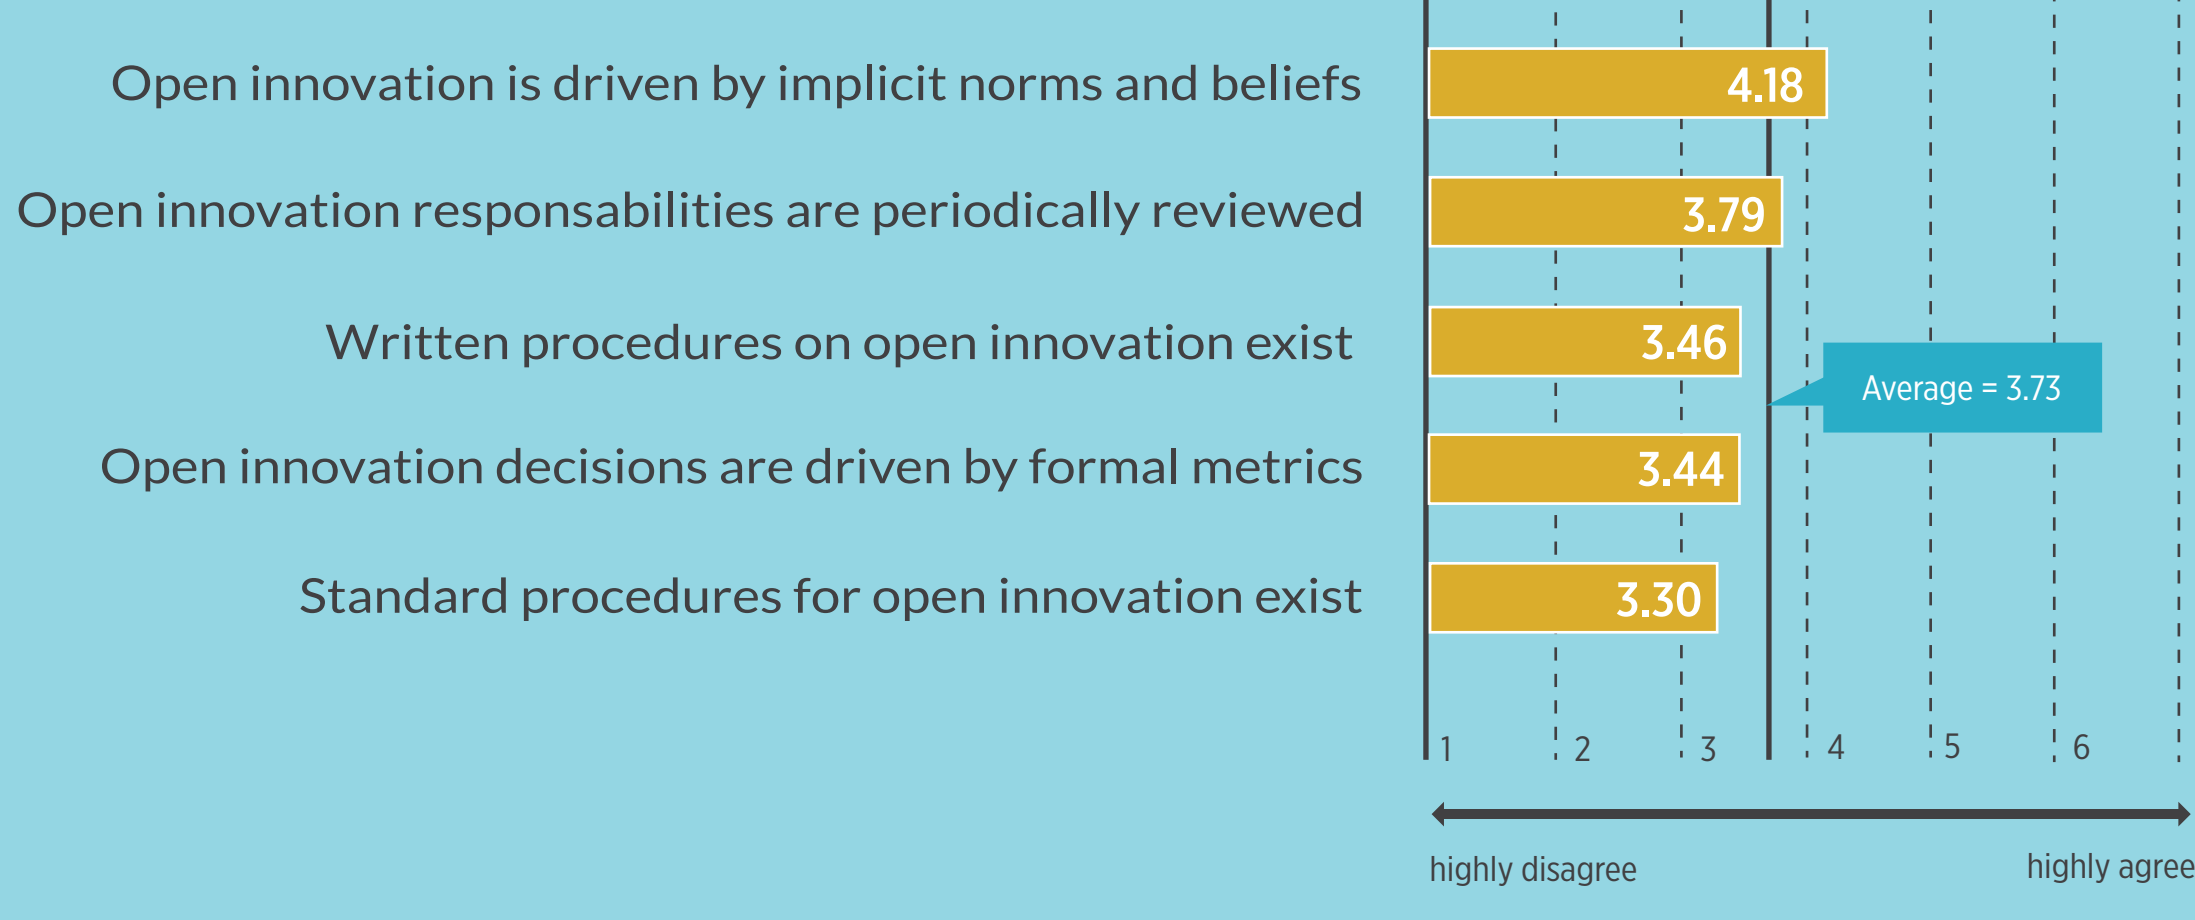 Open innovation is driven by implicit norms and beliefs
4.18
Open innovation responsabilities are periodically reviewed
3.79
Written procedures on open innovation exist
3.46
Average = 3.73
Open innovation decisions are driven by formal metrics
3.44
Standard procedures for open innovation exist
3.30
1 2 3 4 5 6
highly disagree
highly agree